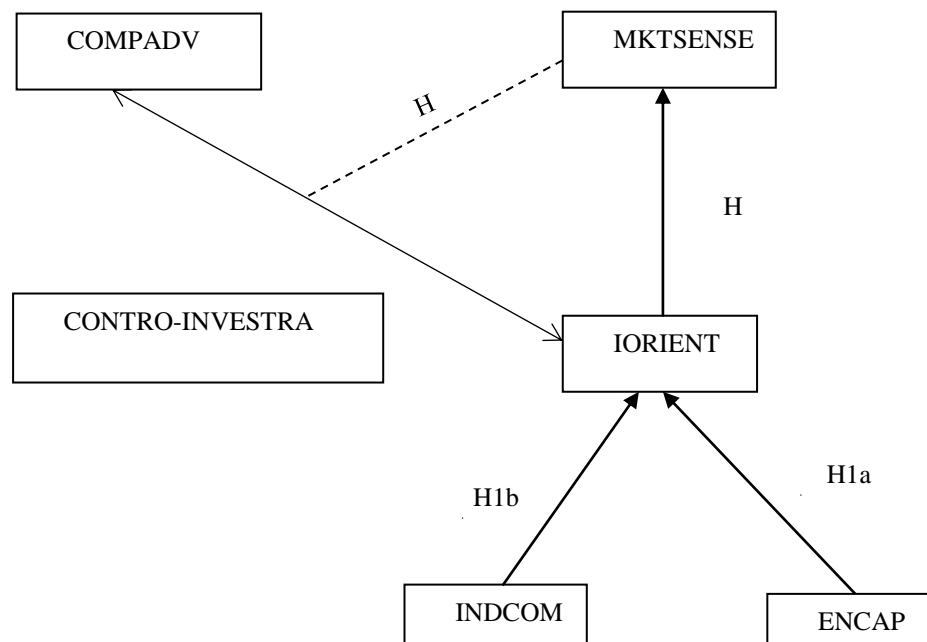 COMPADV
MKTSENSE
H
H
CONTRO-INVESTRA
IORIENT
H1b
H1a
INDCOM
ENCAP